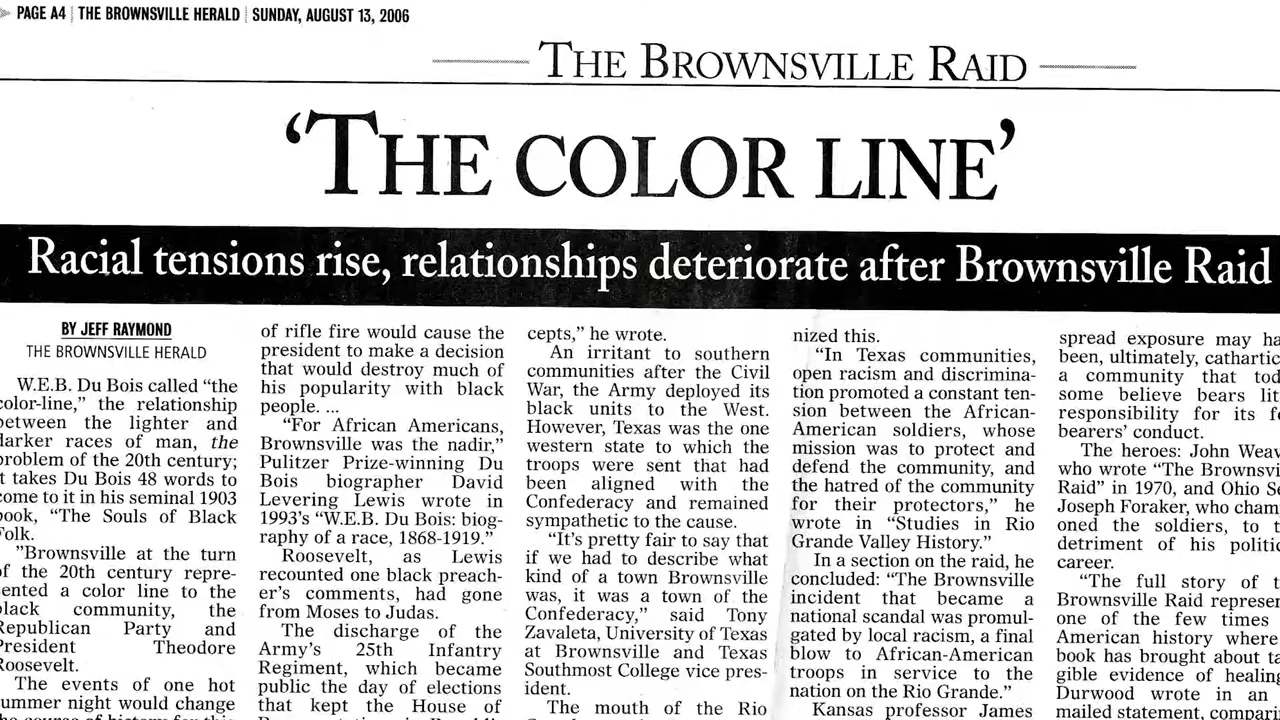 PAGE A4 | THE BROWNSVILLE HERALD | SUNDAY, AUGUST 13, 2006
THE BROWNSVILLE RAID
‘THE COLOR LINE’
Racial tensions rise, relationships deteriorate after Brownsville Raid
BY JEFF RAYMOND
THE BROWNSVILLE HERALD
W.E.B. Du Bois called “the
color-line,” the relationship
between the lighter and
darker races of man, the
problem of the 20th century;
it takes Du Bois 48 words to
come to it in his seminal 1903
book, “The Souls of Black
Folk.
”Brownsville at the turn
of the 20th century repre-
sented a color line to the
black community, the
Republican Party and
President Theodore
Roosevelt.
The events of one hot
summer night would change
the course of history for this
of rifle fire would cause the
president to make a decision
that would destroy much of
his popularity with black
people. ...
“For African Americans,
Brownsville was the nadir,”
Pulitzer Prize-winning Du
Bois biographer David
Levering Lewis wrote in
1993’s “W.E.B. Du Bois: biog-
raphy of a race, 1868-1919.”
Roosevelt, as Lewis
recounted one black preach-
er’s comments, had gone
from Moses to Judas.
The discharge of the
Army’s 25th Infantry
Regiment, which became
public the day of elections
that kept the House of
cepts,” he wrote.
An irritant to southern
communities after the Civil
War, the Army deployed its
black units to the West.
However, Texas was the one
western state to which the
troops were sent that had
been aligned with the
Confederacy and remained
sympathetic to the cause.
“It’s pretty fair to say that
if we had to describe what
kind of a town Brownsville
was, it was a town of the
Confederacy,” said Tony
Zavaleta, University of Texas
at Brownsville and Texas
Southmost College vice pres-
ident.
The mouth of the Rio
nized this.
“In Texas communities,
open racism and discrimina-
tion promoted a constant ten-
sion between the African-
American soldiers, whose
mission was to protect and
defend the community, and
the hatred of the community
for their protectors,” he
wrote in “Studies in Rio
Grande Valley History.”
In a section on the raid, he
concluded: “The Brownsville
incident that became a
national scandal was promul-
gated by local racism, a final
blow to African-American
troops in service to the
nation on the Rio Grande.”
Kansas professor James
spread exposure may ha
been, ultimately, cathartic
a community that tod
some believe bears lit
responsibility for its fo
bearers’ conduct.
The heroes: John Weav
who wrote “The Brownsvi
Raid” in 1970, and Ohio Se
Joseph Foraker, who cham
oned the soldiers, to t
detriment of his politic
career.
“The full story of t
Brownsville Raid represen
one of the few times
American history where
book has brought about ta
gible evidence of healing
Durwood wrote in an
mailed statement, compari